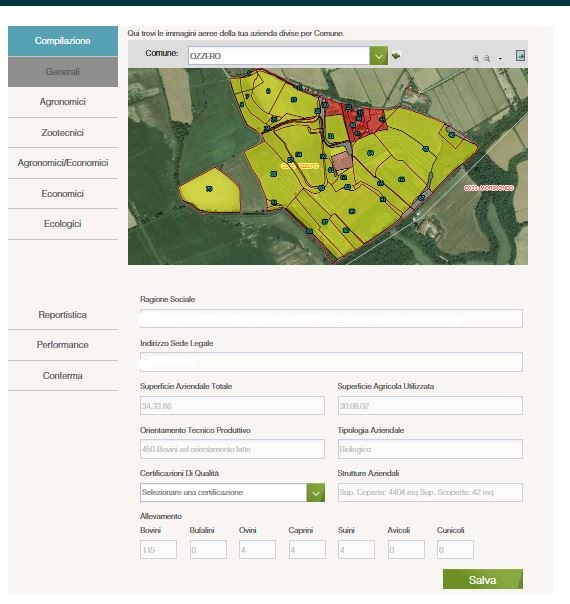 Qui trovi le immagini aeree della tua azienda divise per Comune.
Compilazione
Comune: OZZERO
Generali
Agronomici
Zootecnici
Agronomici/Economici
Economici
Ecologici
Reportistica
Performance
Conferma
Ragione Sociale
Indirizzo Sede Legale
Superficie Aziendale Totale Superficie Agricola Utilizzata
34.33.66 30.08.02
Orientamento Tecnico Produttivo Tipologia Aziendale
450-Bovini ad orientamento latte Biologico
Certificazioni Di Qualità Strutture Aziendali
Selezionare una certificazione Sup. Coperta: 4404 mq Sup. Scoperta: 42 mq
Allevamento
Bovini Bufalini Ovini Caprini Suini Avicoli Cunicoli
115 0 4 4 4 0 0
Salva